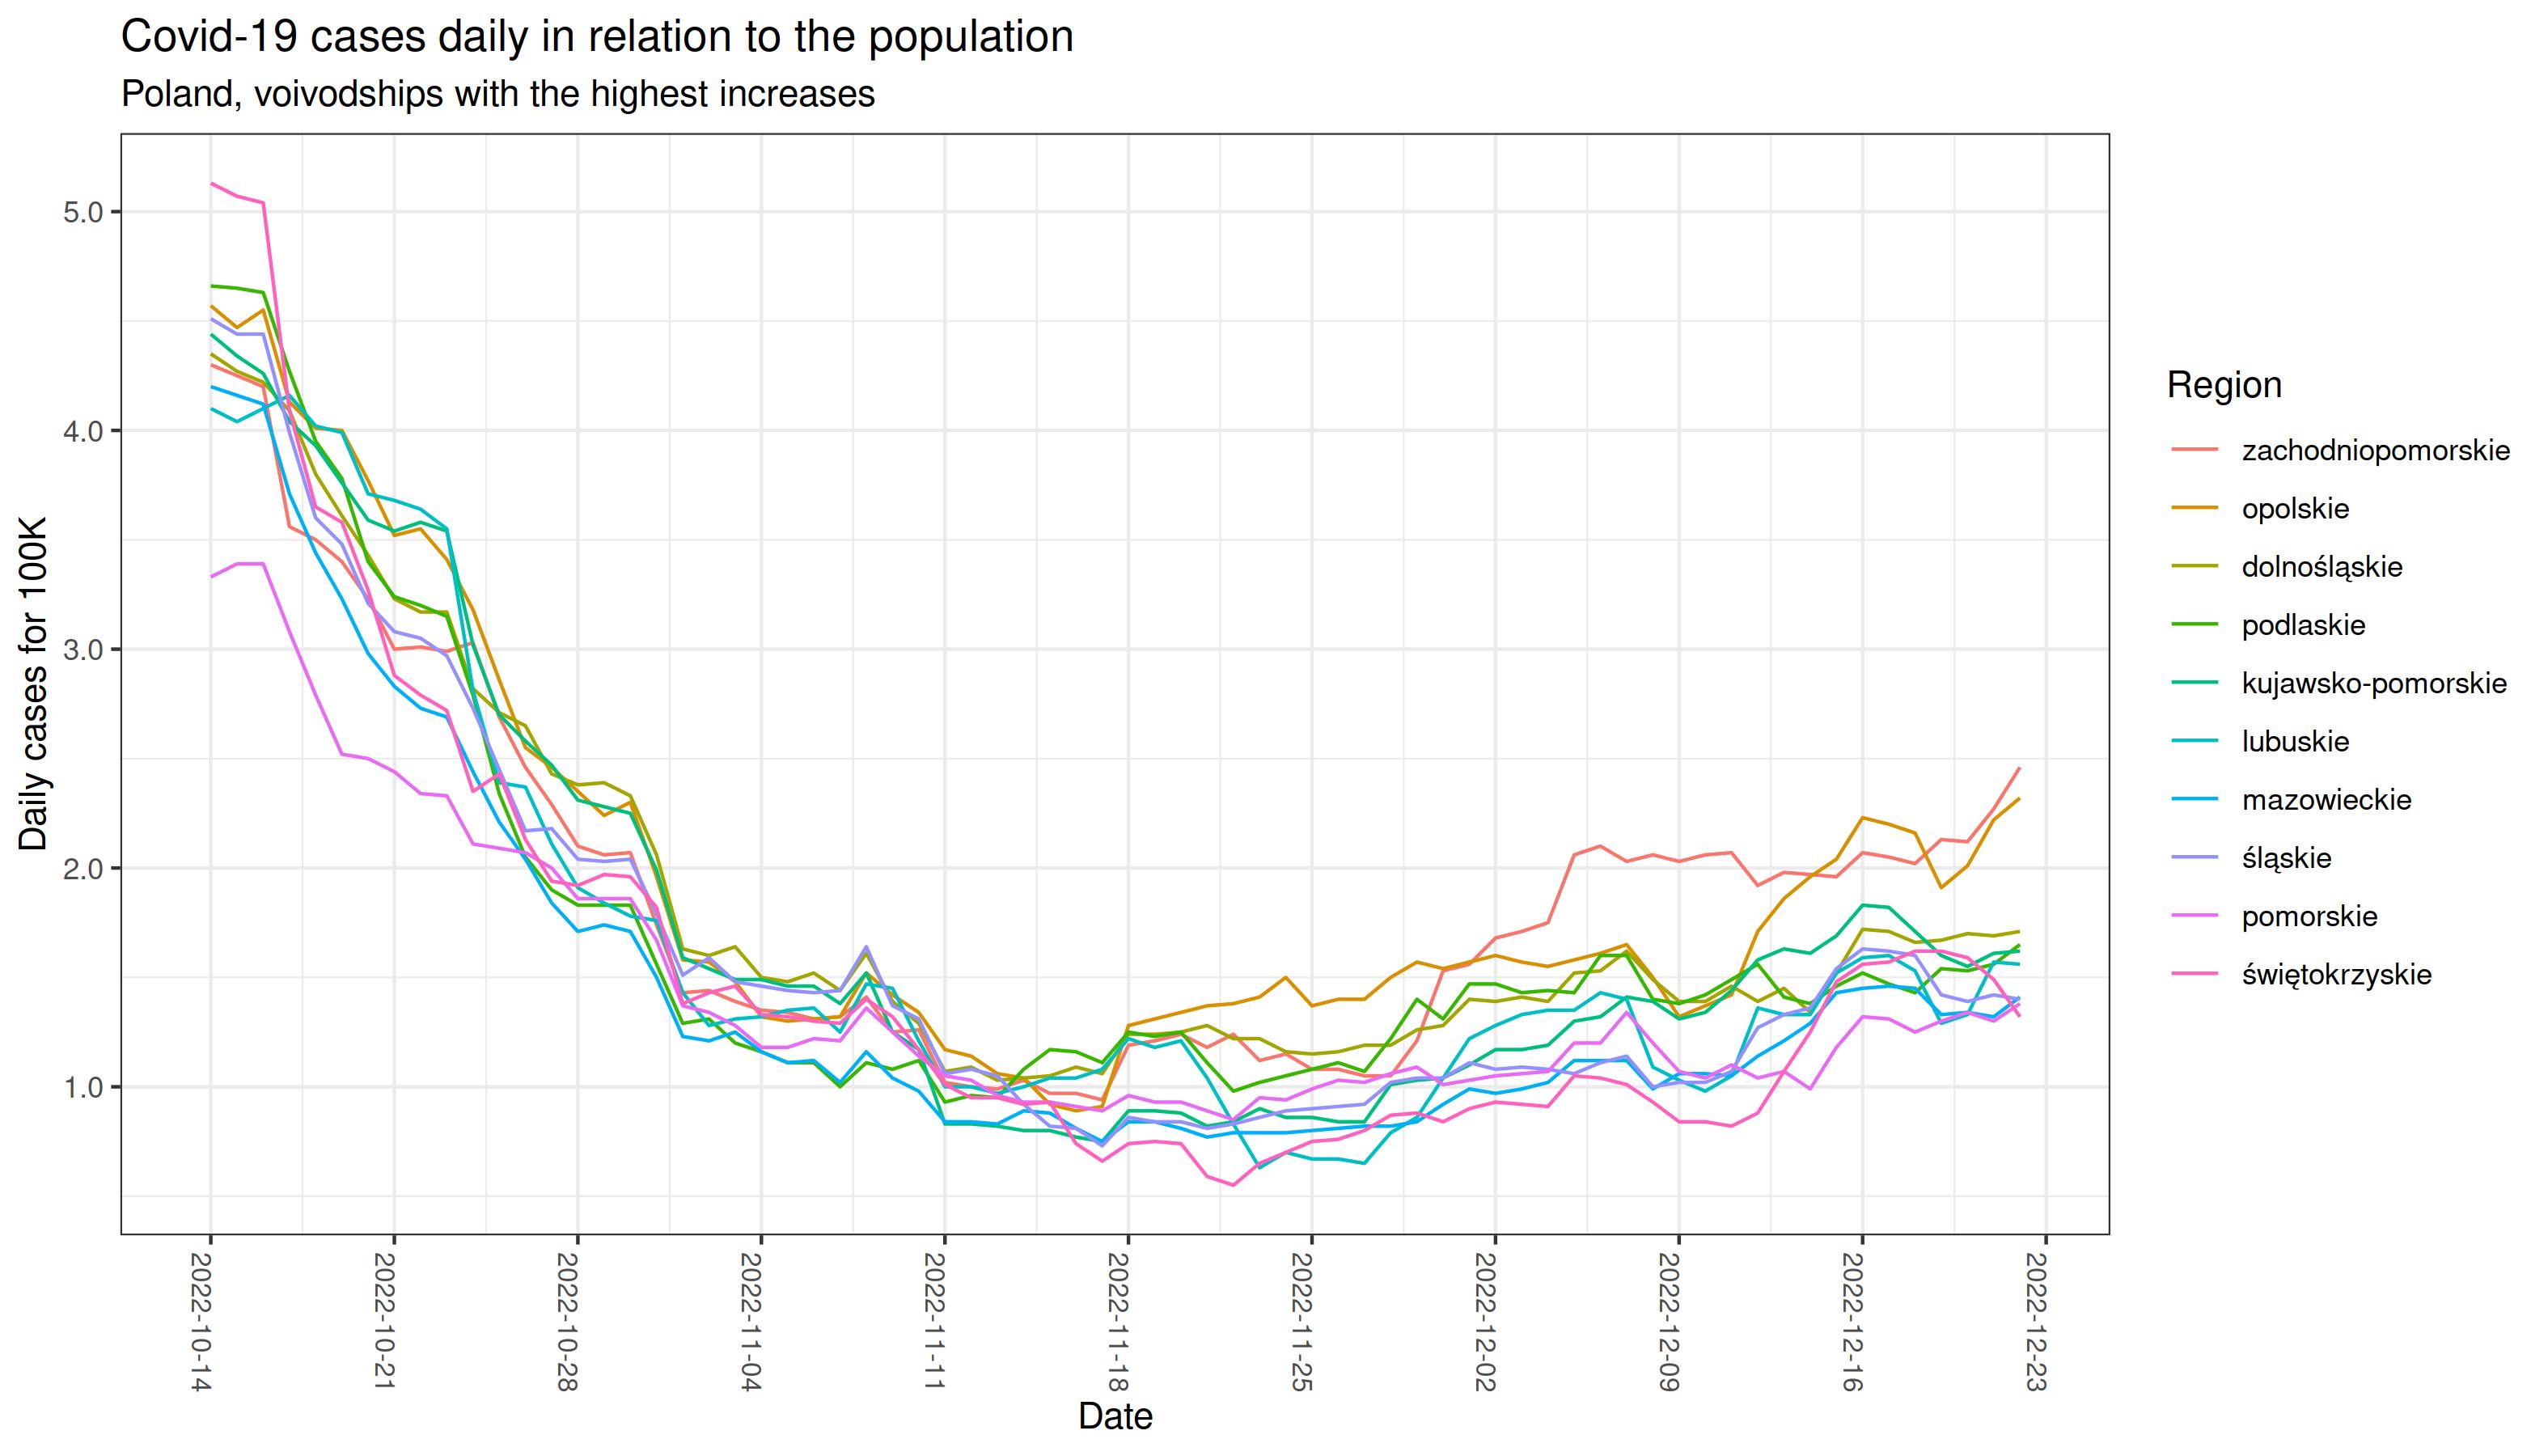 Covid-19 cases daily in relation to the population
Poland, voivodships with the highest increases
Daily cases for 100K
5.0
4.0
3.0
2.0
1.0
2022-10-14
2022-10-21
2022-10-28
2022-11-04
2022-11-11
2022-11-18
2022-11-25
2022-12-02
2022-12-09
2022-12-16
2022-12-23
Date
Region
zachodniopomorskie
opolskie
dolnośląskie
podlaskie
kujawsko-pomorskie
lubuskie
mazowieckie
śląskie
pomorskie
świętokrzyskie